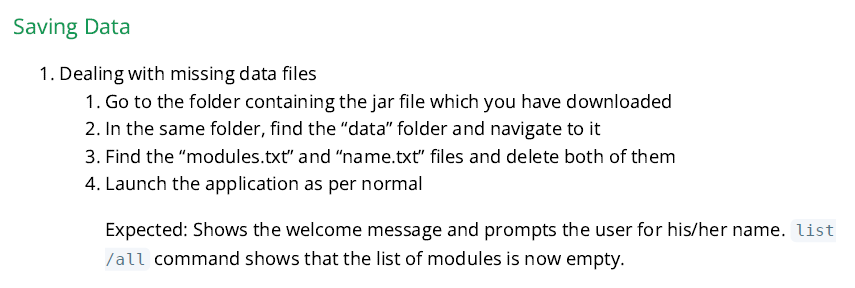 Saving Data
1. Dealing with missing data files
1. Go to the folder containing the jar file which you have downloaded
2. In the same folder, find the “data” folder and navigate to it
3. Find the “modules.txt” and “name.txt” files and delete both of them
4. Launch the application as per normal
Expected: Shows the welcome message and prompts the user for his/her name. list
/all command shows that the list of modules is now empty.